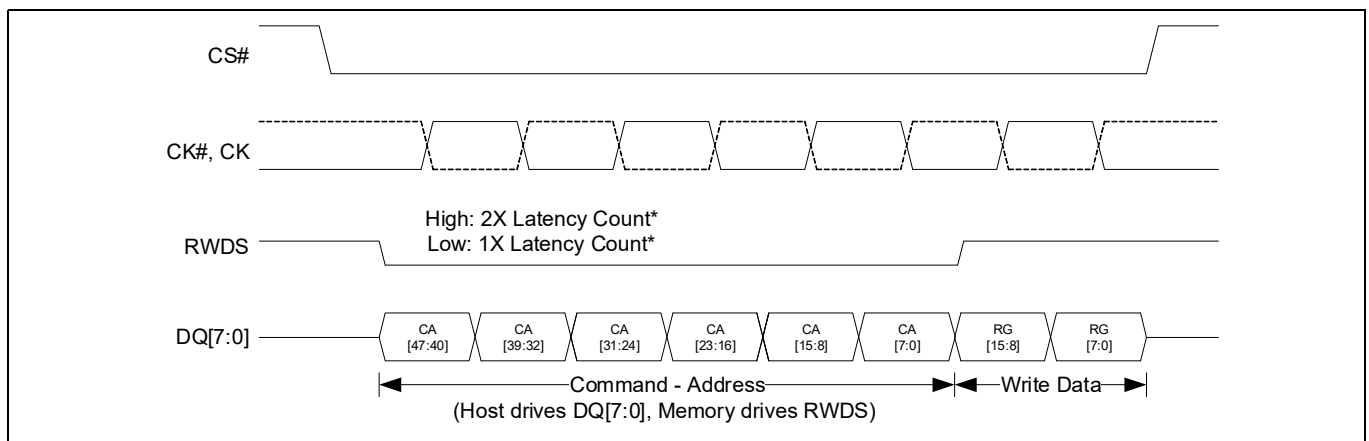 CS#
CK#, CK
High: 2X Latency Count*
Low: 1X Latency Count*
RWDS
DQ[7:0]
CA CA CA CA CA CA RG RG
[47:40] [39:32] [31:24] [23:16] [15:8] [7:0] [15:8] [7:0]
Command - Address Write Data
(Host drives DQ[7:0], Memory drives RWDS)